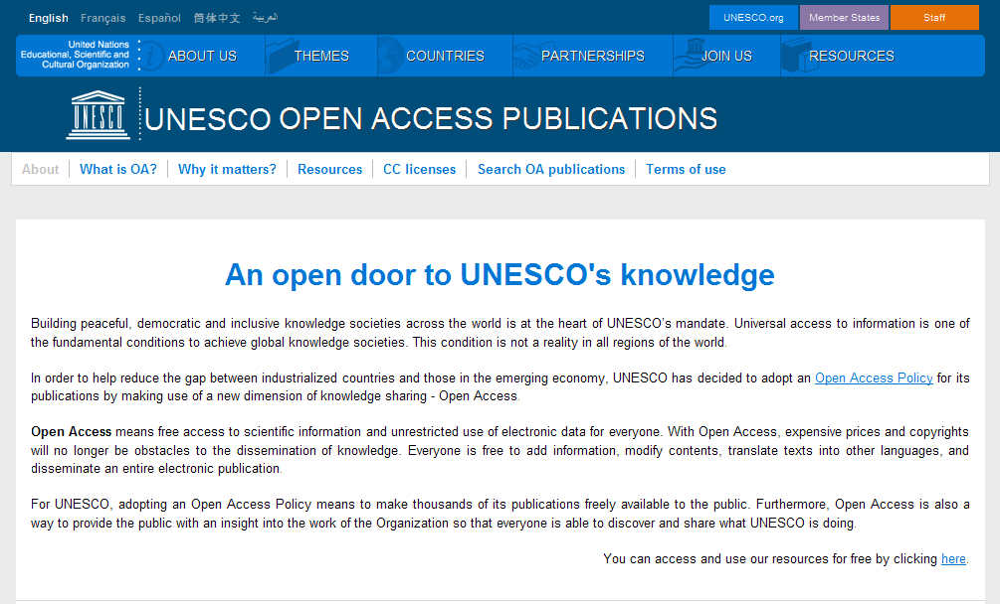 English Français Español 简体中文 العربية
UNESCO.org Member States Staff
United Nations
Educational, Scientific and
Cultural Organization
ABOUT US THEMES COUNTRIES PARTNERSHIPS JOIN US RESOURCES
UNESCO
UNESCO OPEN ACCESS PUBLICATIONS
About What is OA? Why it matters? Resources CC licenses Search OA publications Terms of use
An open door to UNESCO's knowledge
Building peaceful, democratic and inclusive knowledge societies across the world is at the heart of UNESCO's mandate. Universal access to information is one of
the fundamental conditions to achieve global knowledge societies. This condition is not a reality in all regions of the world.
In order to help reduce the gap between industrialized countries and those in the emerging economy, UNESCO has decided to adopt an Open Access Policy for its
publications by making use of a new dimension of knowledge sharing - Open Access.
Open Access means free access to scientific information and unrestricted use of electronic data for everyone. With Open Access, expensive prices and copyrights
will no longer be obstacles to the dissemination of knowledge. Everyone is free to add information, modify contents, translate texts into other languages, and
disseminate an entire electronic publication.
For UNESCO, adopting an Open Access Policy means to make thousands of its publications freely available to the public. Furthermore, Open Access is also a
way to provide the public with an insight into the work of the Organization so that everyone is able to discover and share what UNESCO is doing.
You can access and use our resources for free by clicking here.